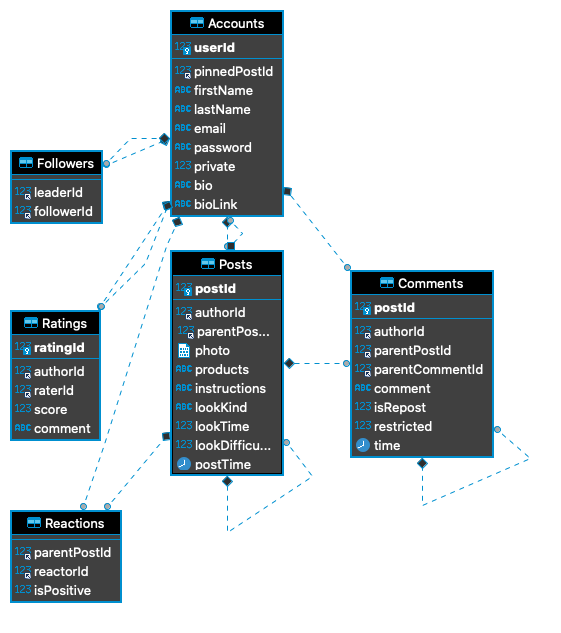 Accounts
123 userId
123 pinnedPostId
ABC firstName
ABC lastName
ABC email
ABC password
123 private
ABC bio
ABC bioLink
Followers
123 leaderId
123 followerId
Posts
123 postId
123 authorId
123 parentPos...
photo
ABC products
ABC instructions
ABC lookKind
123 lookTime
123 lookDifficu...
postTime
Comments
123 postId
123 authorId
123 parentPostId
123 parentCommentId
ABC comment
123 isRepost
123 restricted
time
Ratings
123 ratingId
123 authorId
123 raterId
123 score
ABC comment
Reactions
123 parentPostId
123 reactorId
123 isPositive